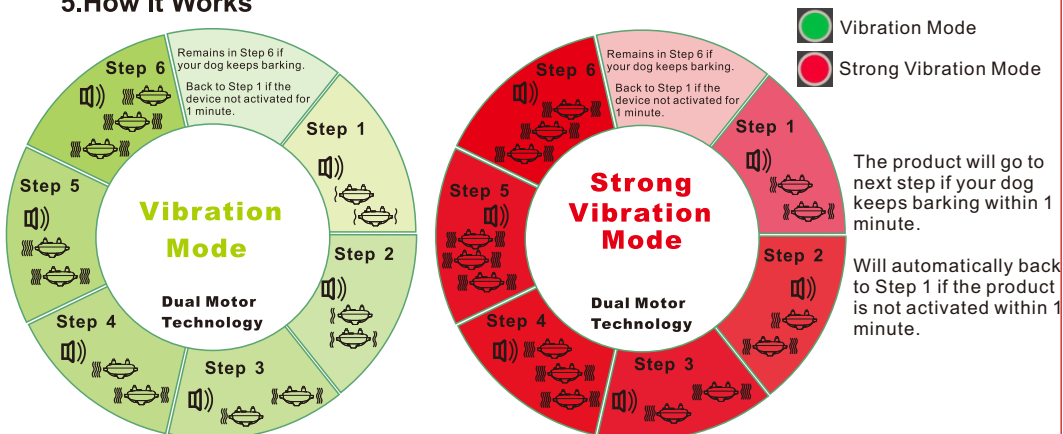 5.How It Works
Remains in Step 6 if
your dog keeps barking.
Back to Step 1 if the
device not activated for
1 minute.
Step 1
Step 2
Step 3
Step 4
Step 5
Step 6
Vibration
Mode
Dual Motor
Technology
Remains in Step 6 if
your dog keeps barking.
Back to Step 1 if the
device not activated for
1 minute.
Step 1
Step 2
Step 3
Step 4
Step 5
Step 6
Strong
Vibration
Mode
Dual Motor
Technology
Vibration Mode
Strong Vibration Mode
The product will go to
next step if your dog
keeps barking within 1
minute.
Will automatically back
to Step 1 if the product
is not activated within 1
minute.